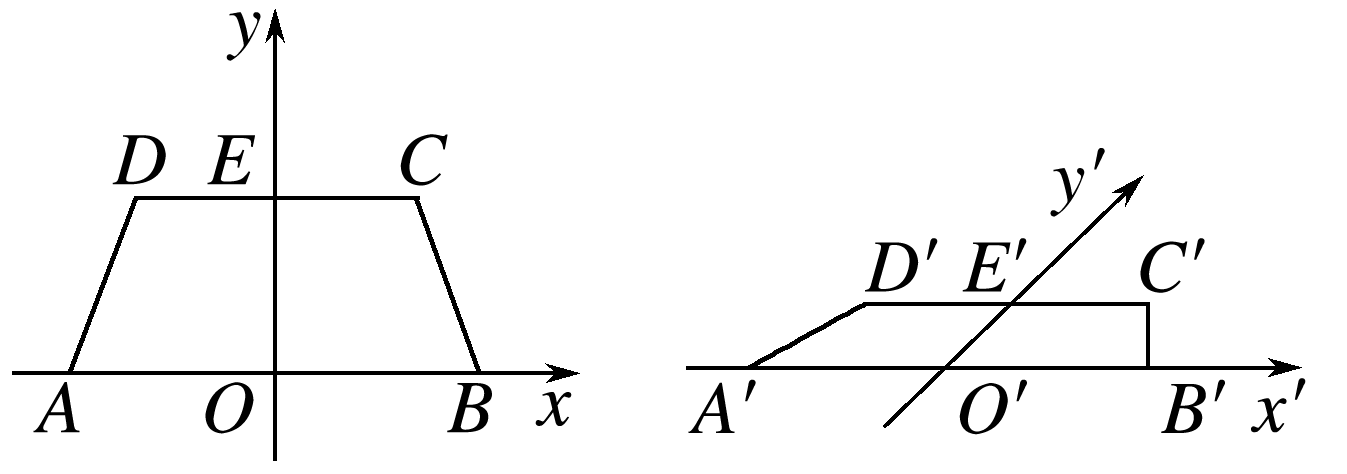 y
D E C
A O B x
y′
D′ E′ C′
A′ O′ B′ x′